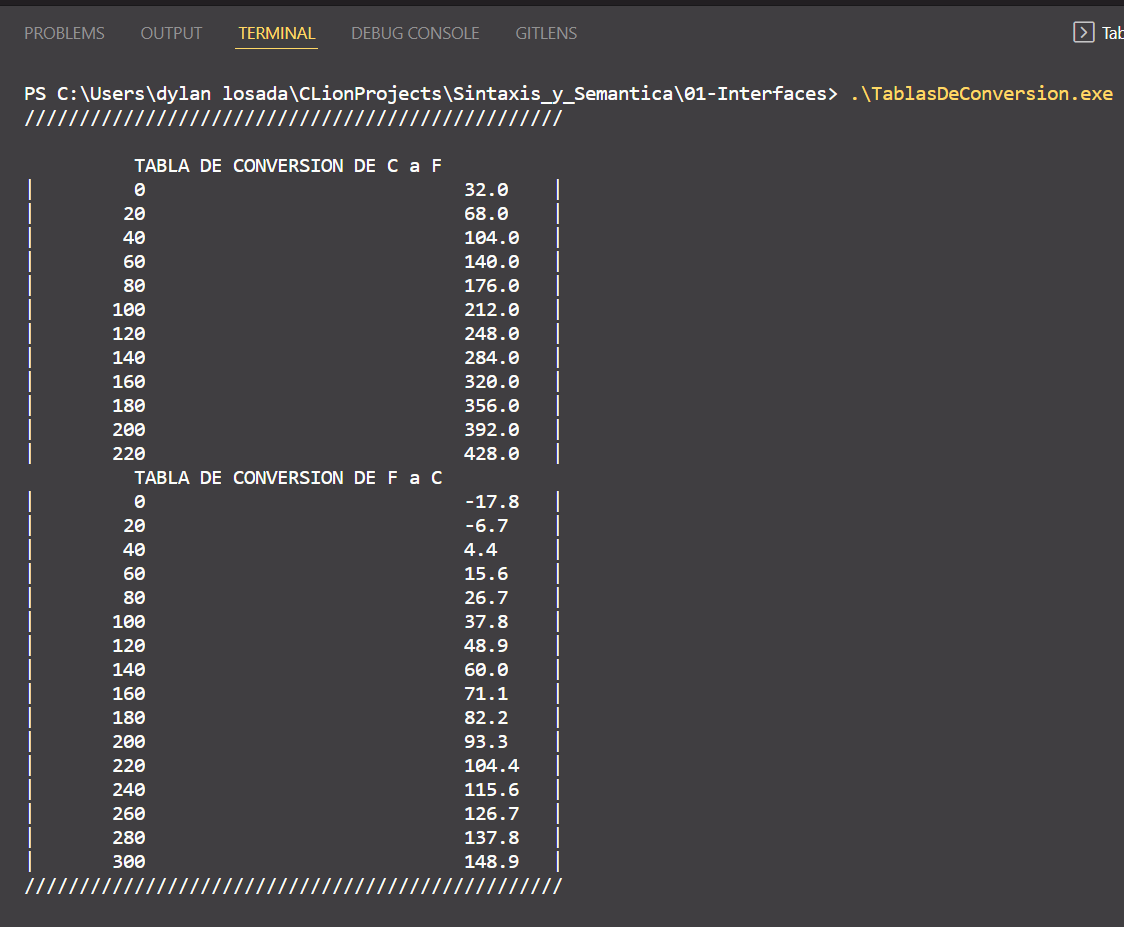 PROBLEMS OUTPUT TERMINAL DEBUG CONSOLE GITLENS Tab
PS C:\Users\dylan losada\CLionProjects\Sintaxis_y_Semantica\01-Interfaces> .\TablasDeConversion.exe
/////////////////////////////////////////////////
TABLA DE CONVERSION DE C a F
| 0 32.0 |
| 20 68.0 |
| 40 104.0 |
| 60 140.0 |
| 80 176.0 |
| 100 212.0 |
| 120 248.0 |
| 140 284.0 |
| 160 320.0 |
| 180 356.0 |
| 200 392.0 |
| 220 428.0 |
TABLA DE CONVERSION DE F a C
| 0 -17.8 |
| 20 -6.7 |
| 40 4.4 |
| 60 15.6 |
| 80 26.7 |
| 100 37.8 |
| 120 48.9 |
| 140 60.0 |
| 160 71.1 |
| 180 82.2 |
| 200 93.3 |
| 220 104.4 |
| 240 115.6 |
| 260 126.7 |
| 280 137.8 |
| 300 148.9 |
/////////////////////////////////////////////////